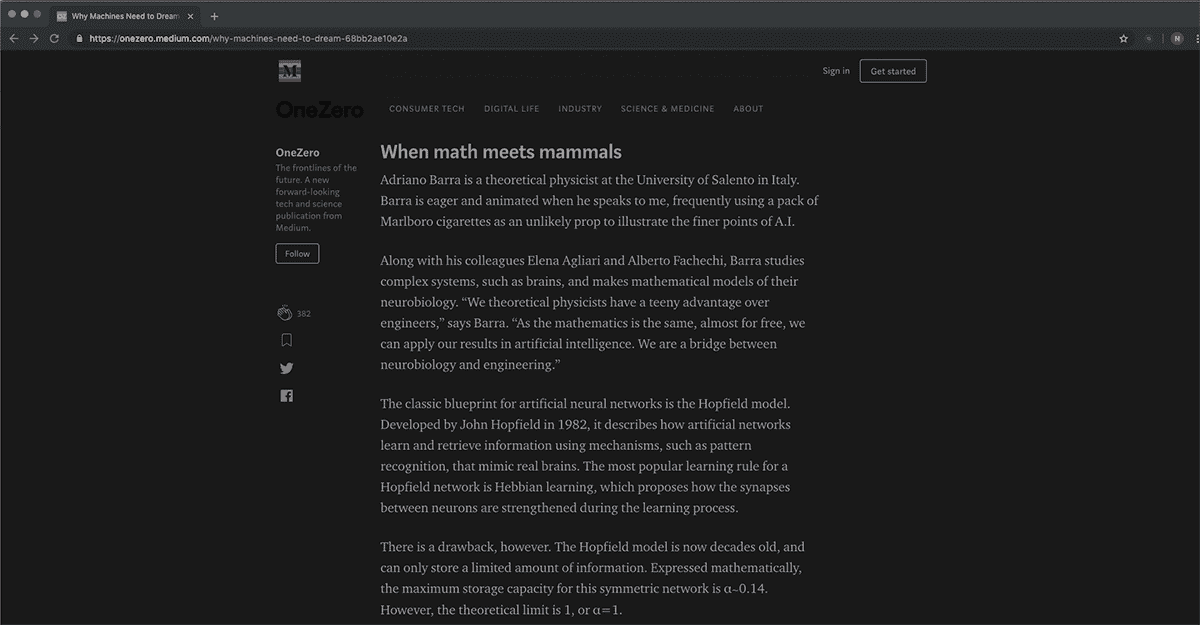 Why Machines Need to Dream
https://onezero.medium.com/why-machines-need-to-dream-68bb2ae10e2a
N
M
Sign in
Get started
OneZero
CONSUMER TECH
DIGITAL LIFE
INDUSTRY
SCIENCE & MEDICINE
ABOUT
OneZero
The frontlines of the
future. A new
forward-looking
tech and science
publication from
Medium.
Follow
382
When math meets mammals
Adriano Barra is a theoretical physicist at the University of Salento in Italy.
Barra is eager and animated when he speaks to me, frequently using a pack of
Marlboro cigarettes as an unlikely prop to illustrate the finer points of A.I.
Along with his colleagues Elena Agliari and Alberto Fachechi, Barra studies
complex systems, such as brains, and makes mathematical models of their
neurobiology. “We theoretical physicists have a teeny advantage over
engineers,” says Barra. “As the mathematics is the same, almost for free, we
can apply our results in artificial intelligence. We are a bridge between
neurobiology and engineering.”
The classic blueprint for artificial neural networks is the Hopfield model.
Developed by John Hopfield in 1982, it describes how artificial networks
learn and retrieve information using mechanisms, such as pattern
recognition, that mimic real brains. The most popular learning rule for a
Hopfield network is Hebbian learning, which proposes how the synapses
between neurons are strengthened during the learning process.
There is a drawback, however. The Hopfield model is now decades old, and
can only store a limited amount of information. Expressed mathematically,
the maximum storage capacity for this symmetric network is α~0.14.
However, the theoretical limit is 1, or α=1.